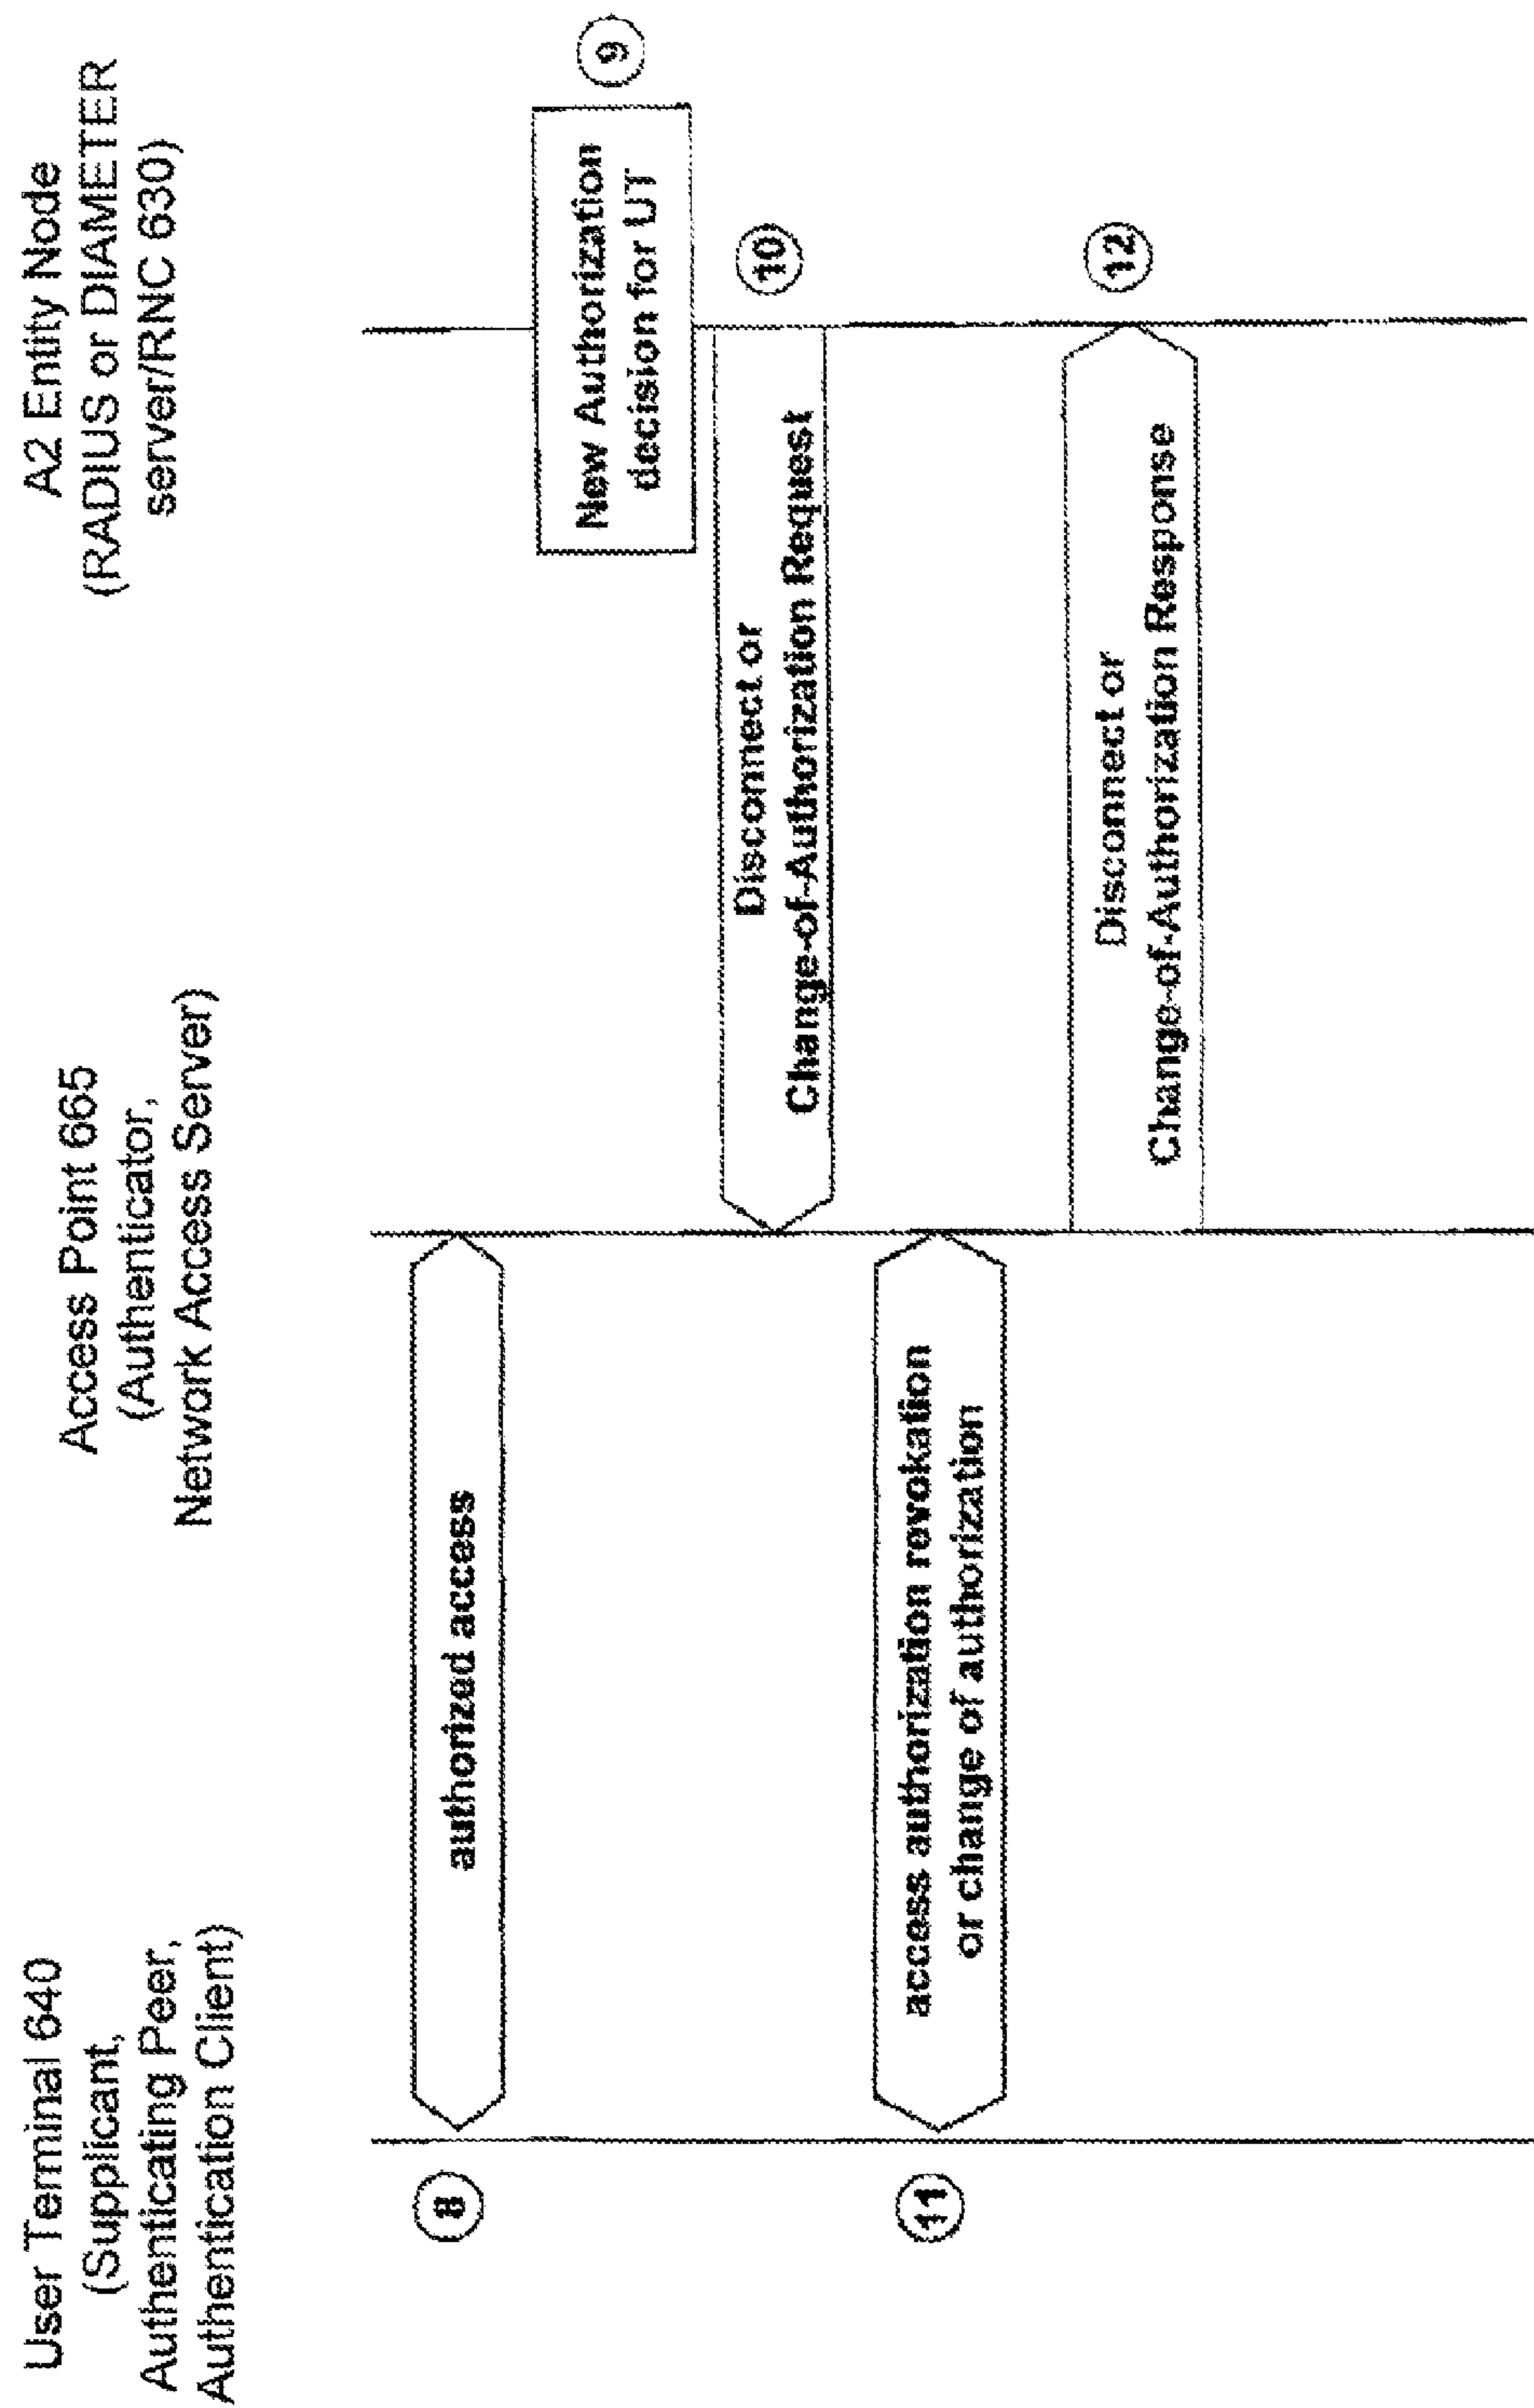 User Terminal 640
(Supplicant,
Authenticating Peer,
Authentication Client)
Access Point 665
(Authenticator,
Network Access Server)
A2 Entity Node
(RADIUS or DIAMETER
server/RNC 630)
8
authorized access
New Authorization
decision for UT
9
Disconnect or
Change-of-Authorization Request
10
11
access authorization revokation
or change of authorization
Disconnect or
Change-of-Authorization Response
12